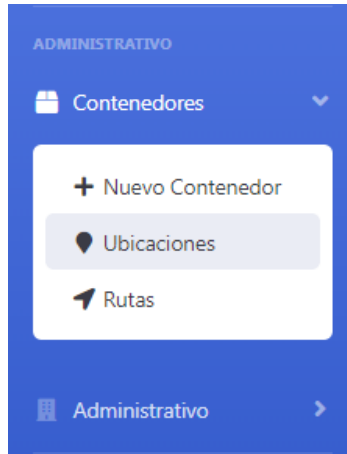 ADMINISTRATIVO
Contenedores
Nuevo Contenedor
Ubicaciones
Rutas
Administrativo